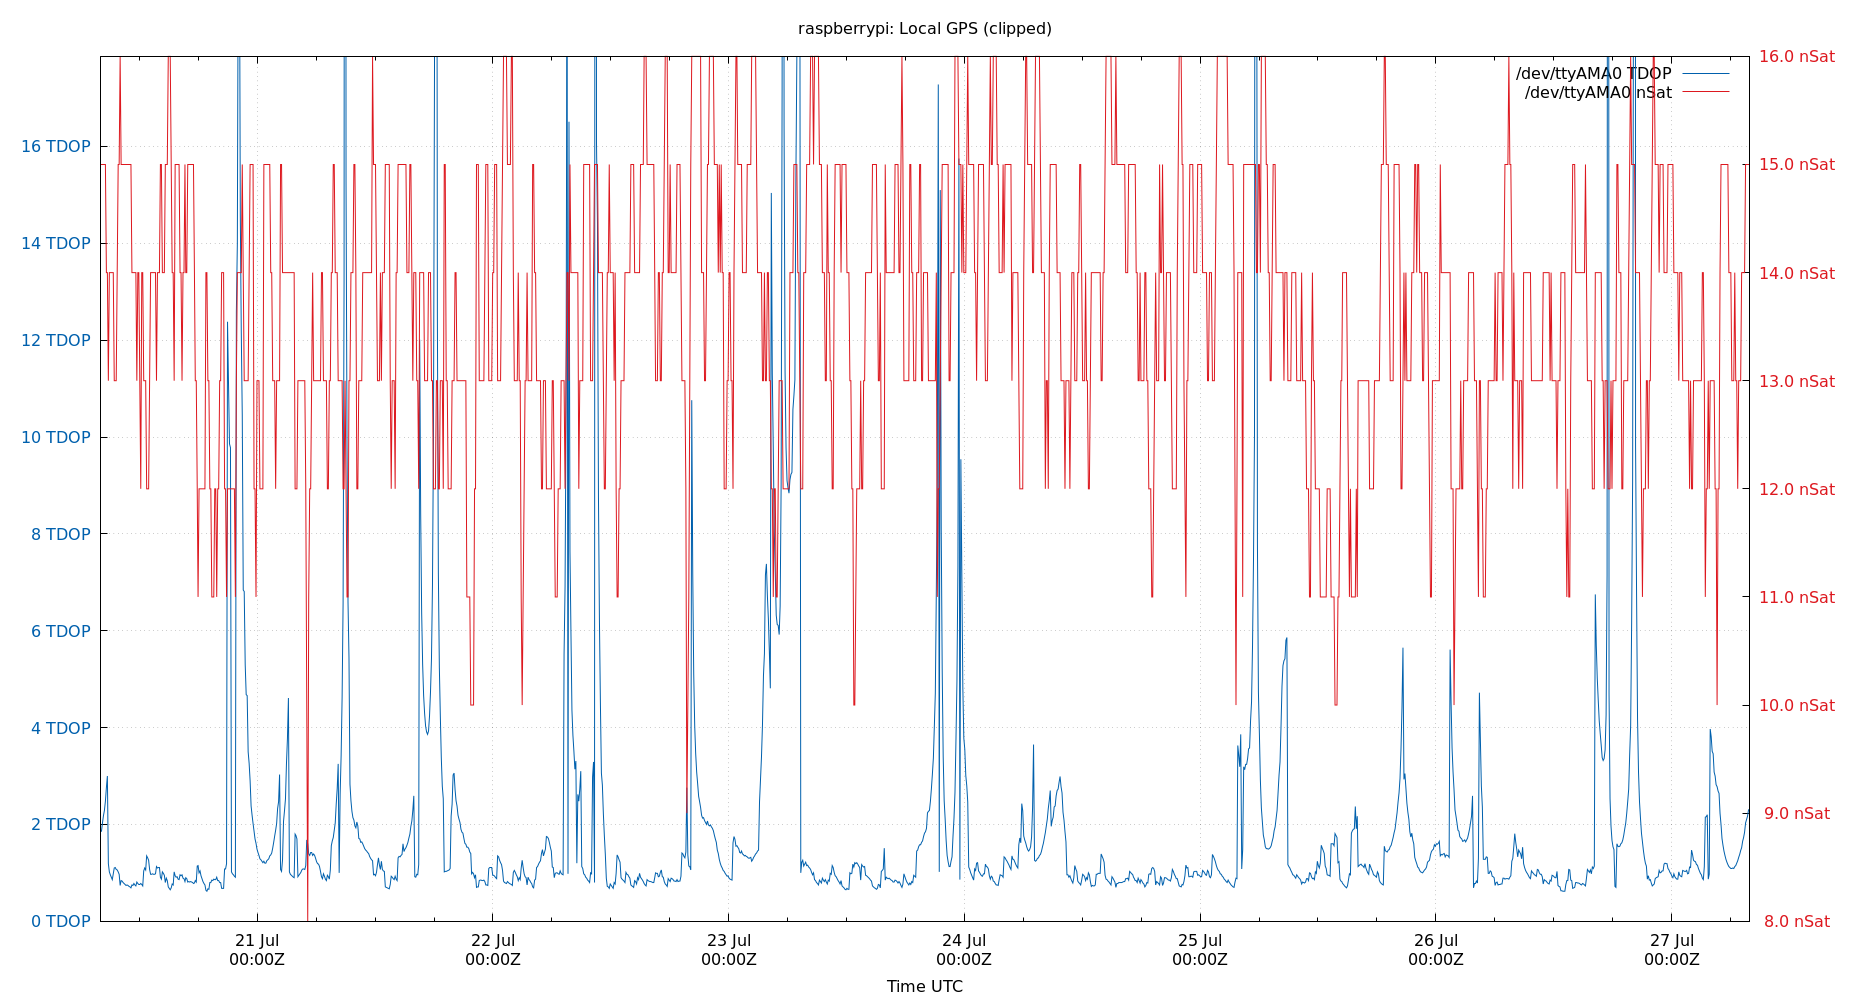 raspberrypi: Local GPS (clipped)
/dev/ttyAMA0 TDOP
/dev/ttyAMA0 nSat
16 TDOP
14 TDOP
12 TDOP
10 TDOP
8 TDOP
6 TDOP
4 TDOP
2 TDOP
0 TDOP
16.0 nSat
15.0 nSat
14.0 nSat
13.0 nSat
12.0 nSat
11.0 nSat
10.0 nSat
9.0 nSat
8.0 nSat
21 Jul
00:00Z
22 Jul
00:00Z
23 Jul
00:00Z
24 Jul
00:00Z
25 Jul
00:00Z
26 Jul
00:00Z
27 Jul
00:00Z
Time UTC